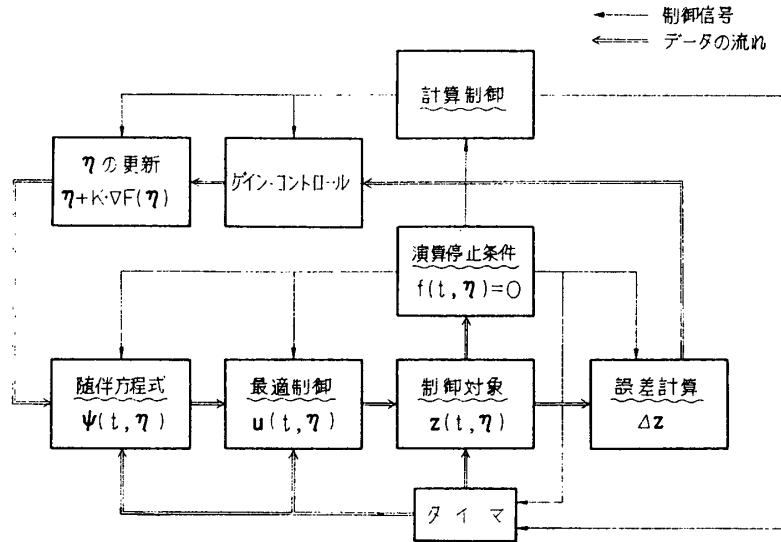 制御信号
データの流れ
計算制御
ηの更新
η+K·∇F(η)
ゲイン・コントロール
演算停止条件
f(t,η)=0
随伴方程式
ψ(t,η)
最適制御
u(t,η)
制御対象
z(t,η)
誤差計算
Δz
タイマ